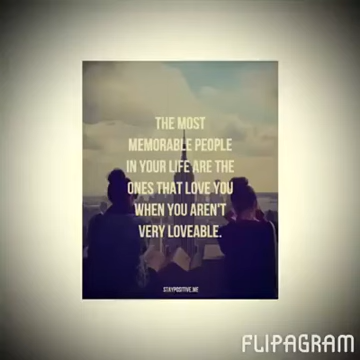 THE MOST
MEMORABLE PEOPLE
IN YOUR LIFE ARE THE
ONES THAT LOVE YOU
WHEN YOU AREN'T
VERY LOVEABLE.
STAYPOSITIVE.ME
FLIPAGRAM